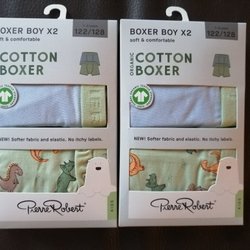 BOXER BOY X2
soft & comfortable
122/128
COTTON
BOXER
NEW! Softer fabric and elastic. No itchy labels.
Pierre Robert
BOXER BOY X2
soft & comfortable
122/128
ORGANIC
COTTON
BOXER
NEW! Softer fabric and elastic. No itchy labels.
Pierre Robert